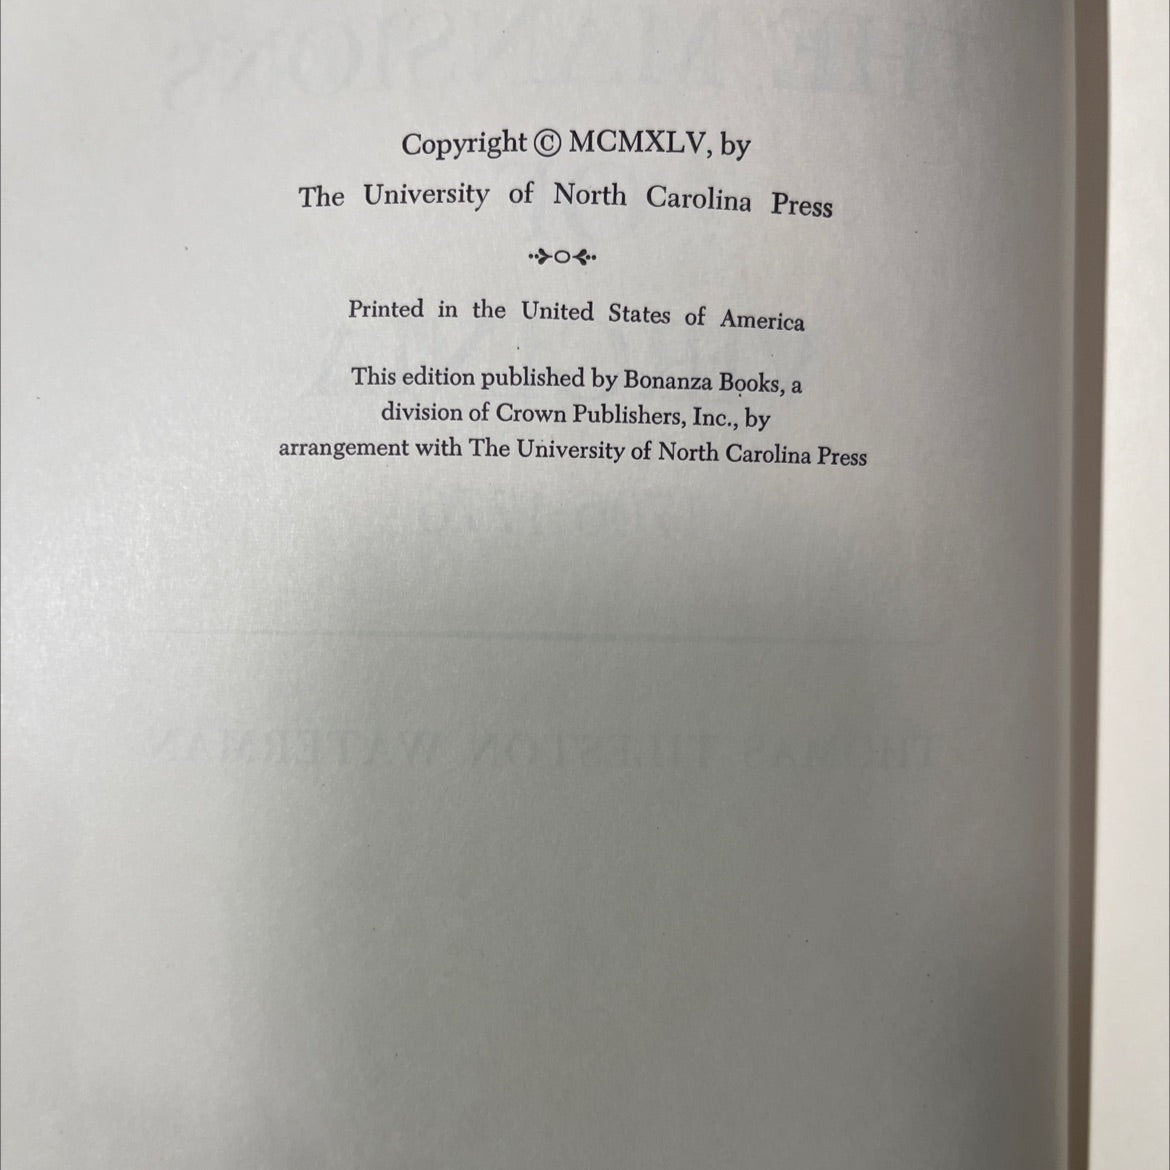 Copyright © MCMXLV, by
The University of North Carolina Press
Printed in the United States of America
This edition published by Bonanza Books, a
division of Crown Publishers, Inc., by
arrangement with The University of North Carolina Press